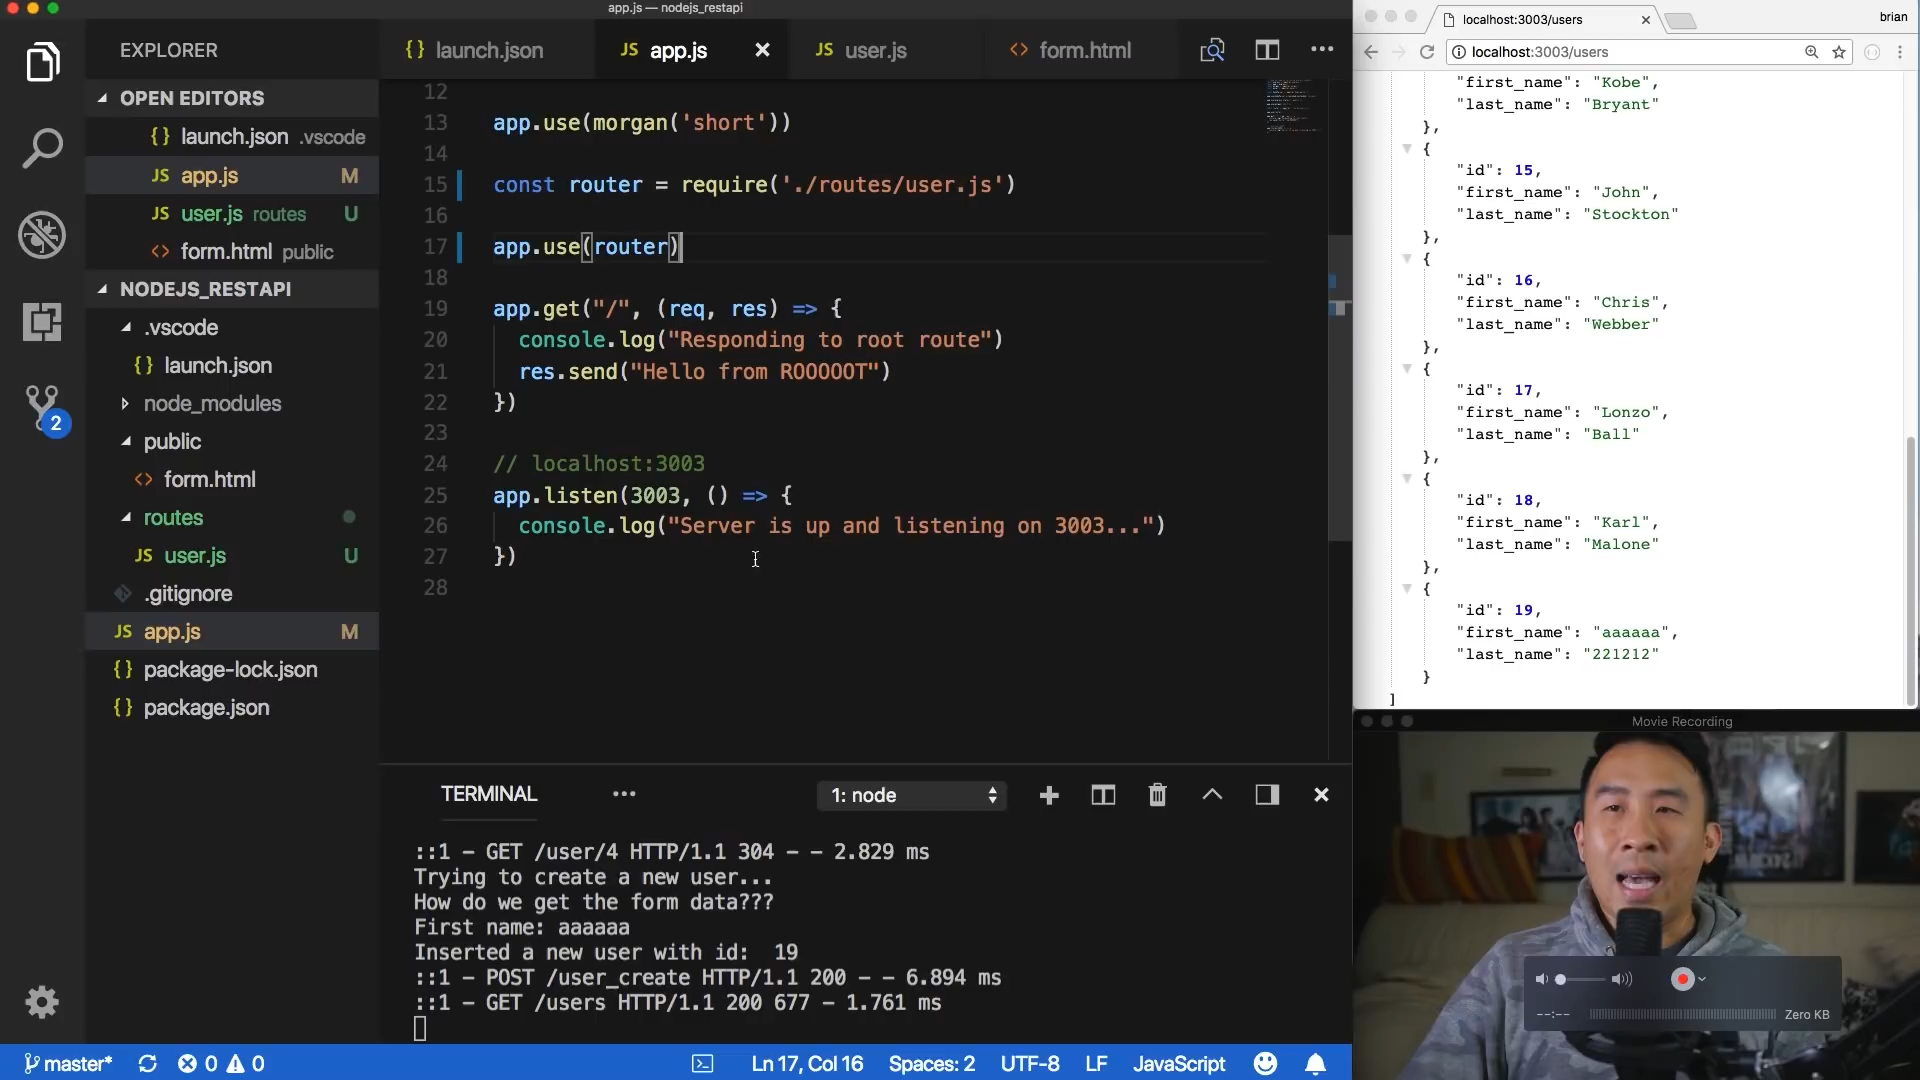 app.js — nodejs_restapi
EXPLORER
OPEN EDITORS
{} launch.json .vscode
JS app.js M
JS user.js routes U
<> form.html public
NODEJS_RESTAPI
.vscode
{} launch.json
node_modules
public
<> form.html
routes
JS user.js U
.gitignore
JS app.js M
{} package-lock.json
{} package.json
2
{} launch.json
JS app.js
JS user.js
<> form.html
12
13 app.use(morgan('short'))
14
15 const router = require('./routes/user.js')
16
17 app.use(router)
18
19 app.get("/", (req, res) => {
20 console.log("Responding to root route")
21 res.send("Hello from ROOOOOT")
22 })
23
24 // localhost:3003
25 app.listen(3003, () => {
26 console.log("Server is up and listening on 3003...")
27 })
28
TERMINAL
1: node
::1 - GET /user/4 HTTP/1.1 304 - - 2.829 ms
Trying to create a new user...
How do we get the form data???
First name: aaaaaa
Inserted a new user with id:  19
::1 - POST /user_create HTTP/1.1 200 - - 6.894 ms
::1 - GET /users HTTP/1.1 200 677 - 1.761 ms
master*
0
0
Ln 17, Col 16
Spaces: 2
UTF-8
LF
JavaScript
localhost:3003/users
brian
localhost:3003/users
"first_name": "Kobe",
"last_name": "Bryant"
},
{
"id": 15,
"first_name": "John",
"last_name": "Stockton"
},
{
"id": 16,
"first_name": "Chris",
"last_name": "Webber"
},
{
"id": 17,
"first_name": "Lonzo",
"last_name": "Ball"
},
{
"id": 18,
"first_name": "Karl",
"last_name": "Malone"
},
{
"id": 19,
"first_name": "aaaaaa",
"last_name": "221212"
}
]
Movie Recording
--:--
Zero KB